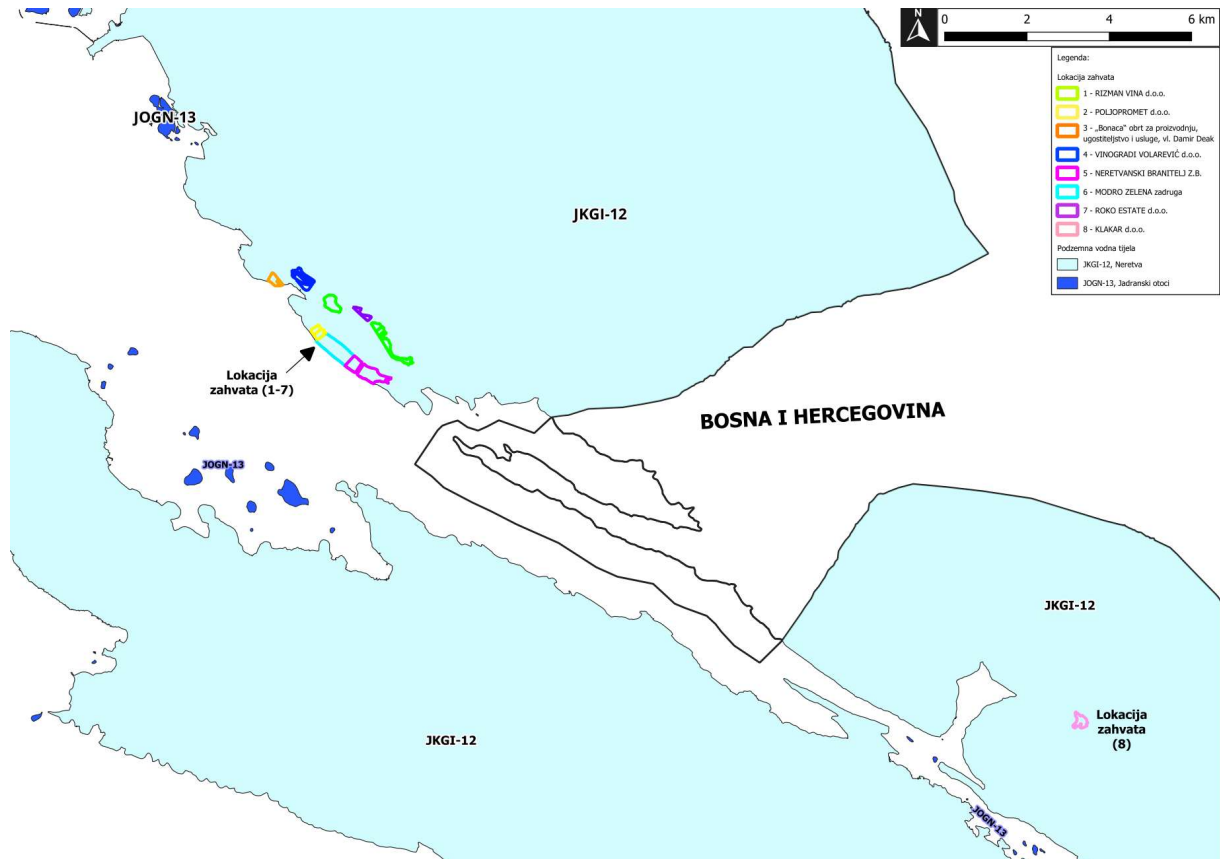 N
0 2 4 6 km
Legenda:
Lokacija zahvata
1 - RIZMAN VINA d.o.o.
2 - POLJOPROMET d.o.o.
3 - „Bonaca“ obrt za proizvodnju,
ugostiteljstvo i usluge, vl. Damir Deak
4 - VINOGRADI VOLAREVIĆ d.o.o.
5 - NERETVANSKI BRANITELJ Z.B.
6 - MODRO ZELENA zadruga
7 - ROKO ESTATE d.o.o.
8 - KLAKAR d.o.o.
Podzemna vodna tijela
JKGI-12, Neretva
JOGN-13, Jadranski otoci
JOGN-13
JKGI-12
Lokacija
zahvata (1-7)
BOSNA I HERCEGOVINA
JOGN-13
JKGI-12
Lokacija
zahvata
(8)
JKGI-12
JOGN-13